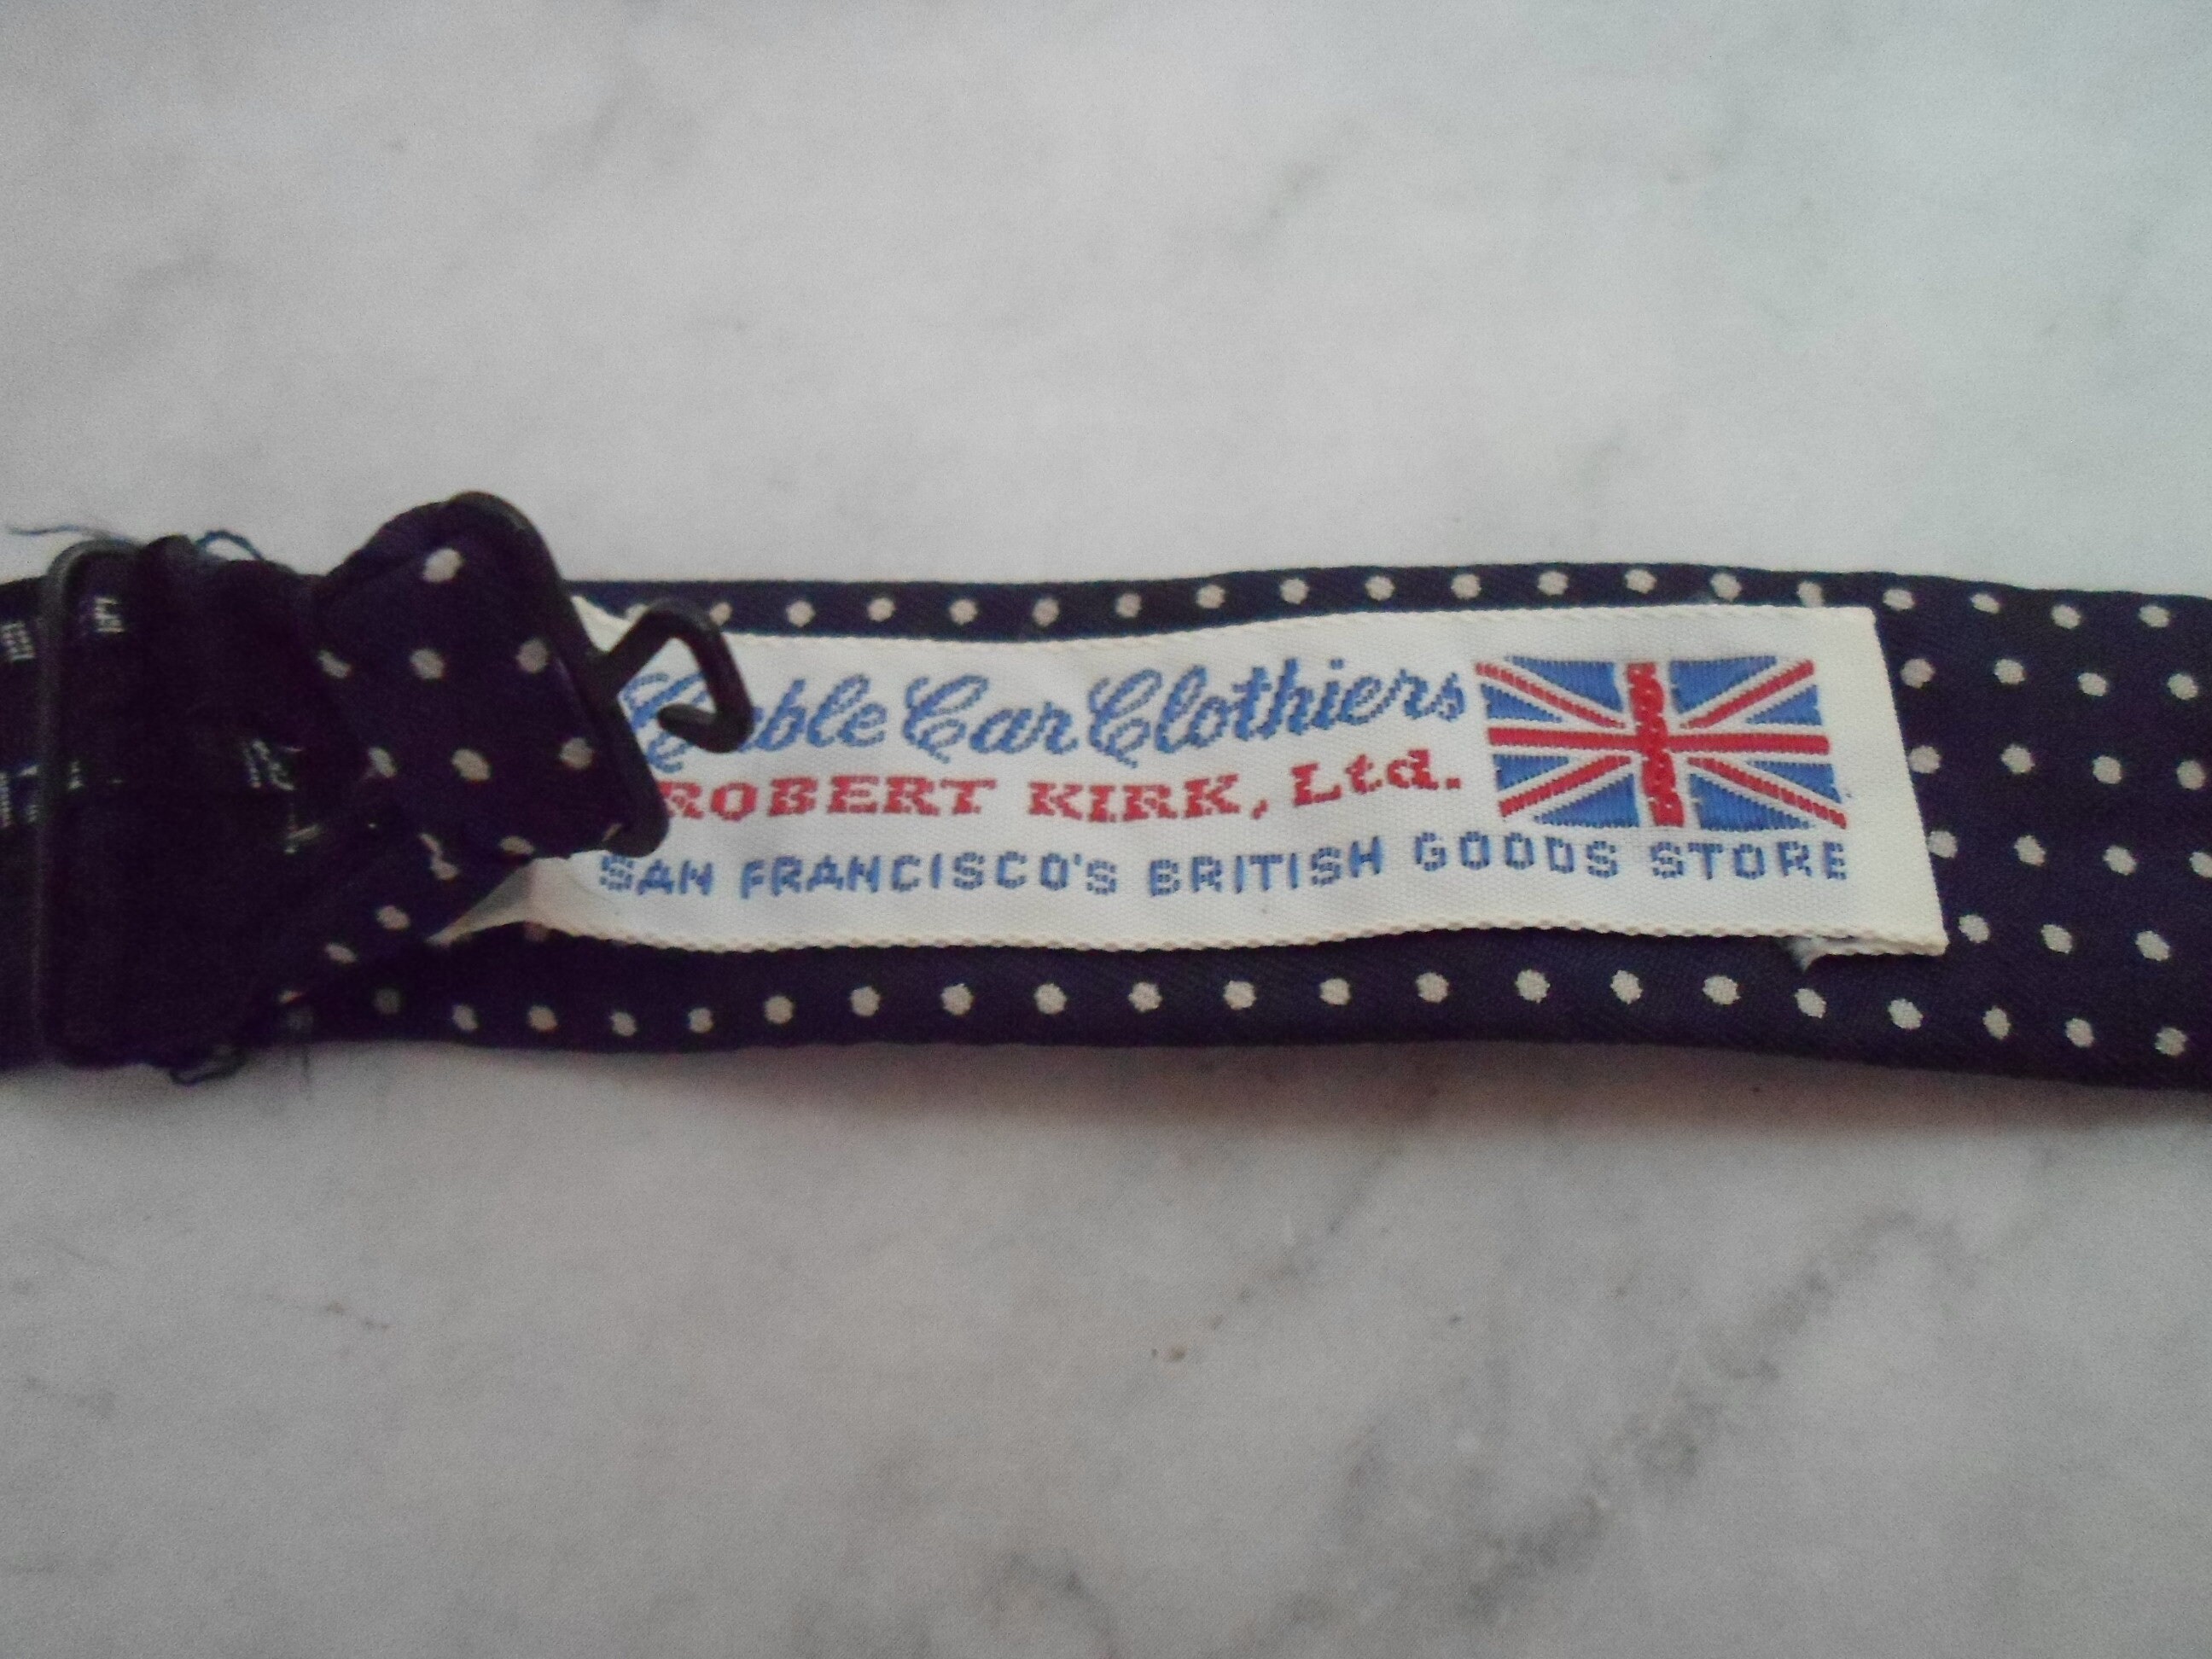 Cable Car Clothiers
ROBERT KIRK, Ltd.
SAN FRANCISCO'S BRITISH GOODS STORE